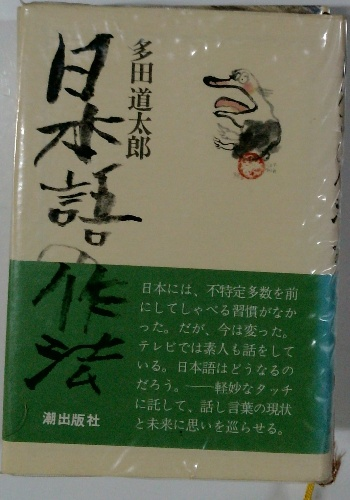 多田道太郎
日本語の作法
日本には、不特定多数を前
にしてしゃべる習慣がなか
った。だが、今は変った。
テレビでは素人も話をして
いる。日本語はどうなるの
だろう。——軽妙なタッチ
に託して、話し言葉の現状
と未来に思いを巡らせる。
潮出版社